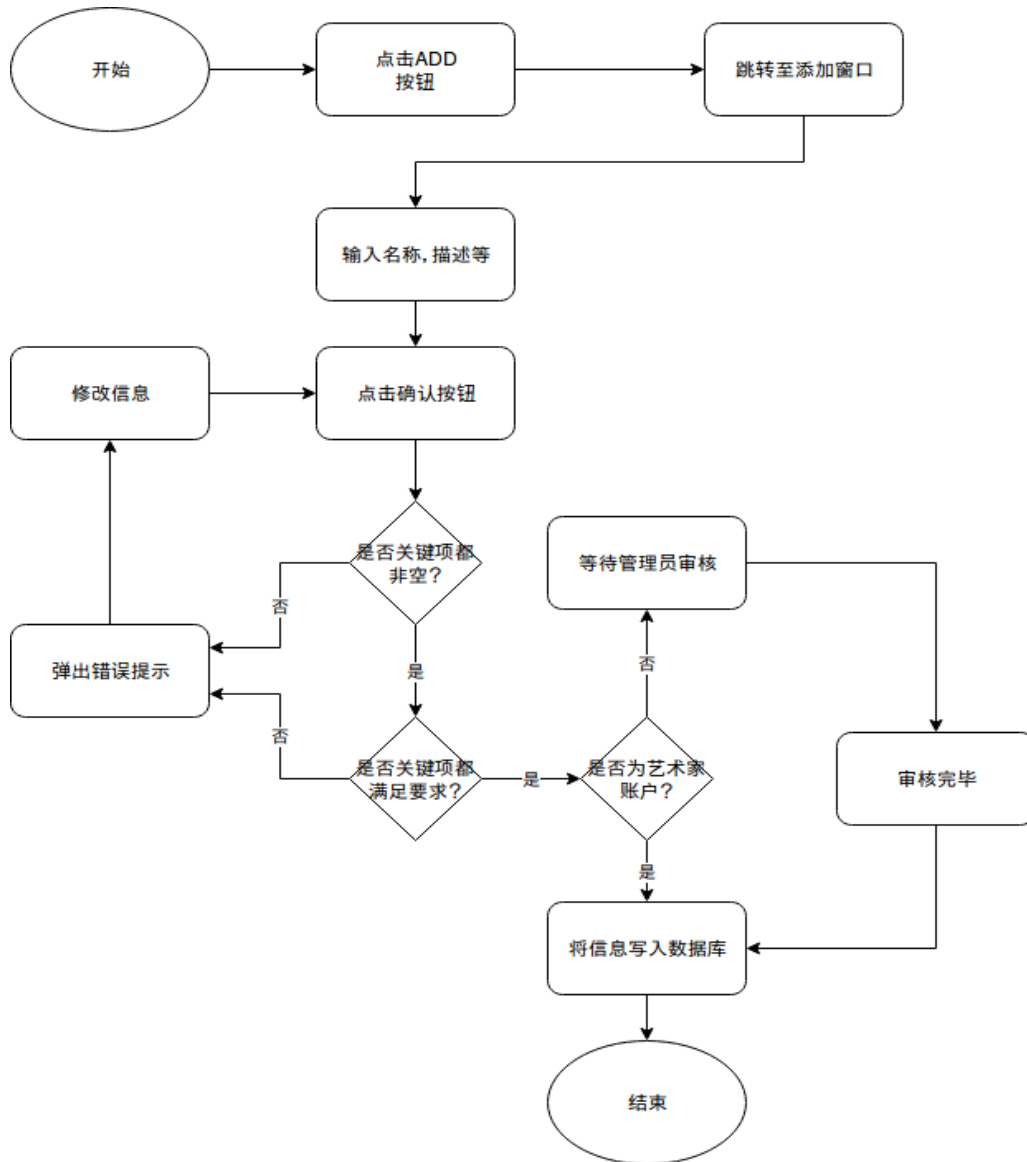 开始
点击ADD
按钮
跳转至添加窗口
输入名称,描述等
修改信息
点击确认按钮
是否关键项都
非空?
等待管理员审核
否
弹出错误提示
是
否
否
是否关键项都
满足要求?
是
是否为艺术家
账户?
审核完毕
是
将信息写入数据库
结束